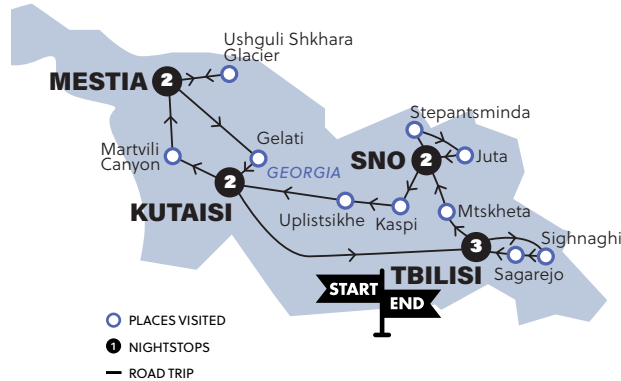 Ushguli Shkhara
Glacier
MESTIA 2
Stepantsminda
Gelati
Martvili
Canyon
GEORGIA
SNO 2
Juta
2
KUTAISI
Uplistsikhe
Kaspi
Mtskheta
Sighnaghi
3
TBILISI
Sagarejo
START
END
PLACES VISITED
1 NIGHTSTOPS
ROAD TRIP